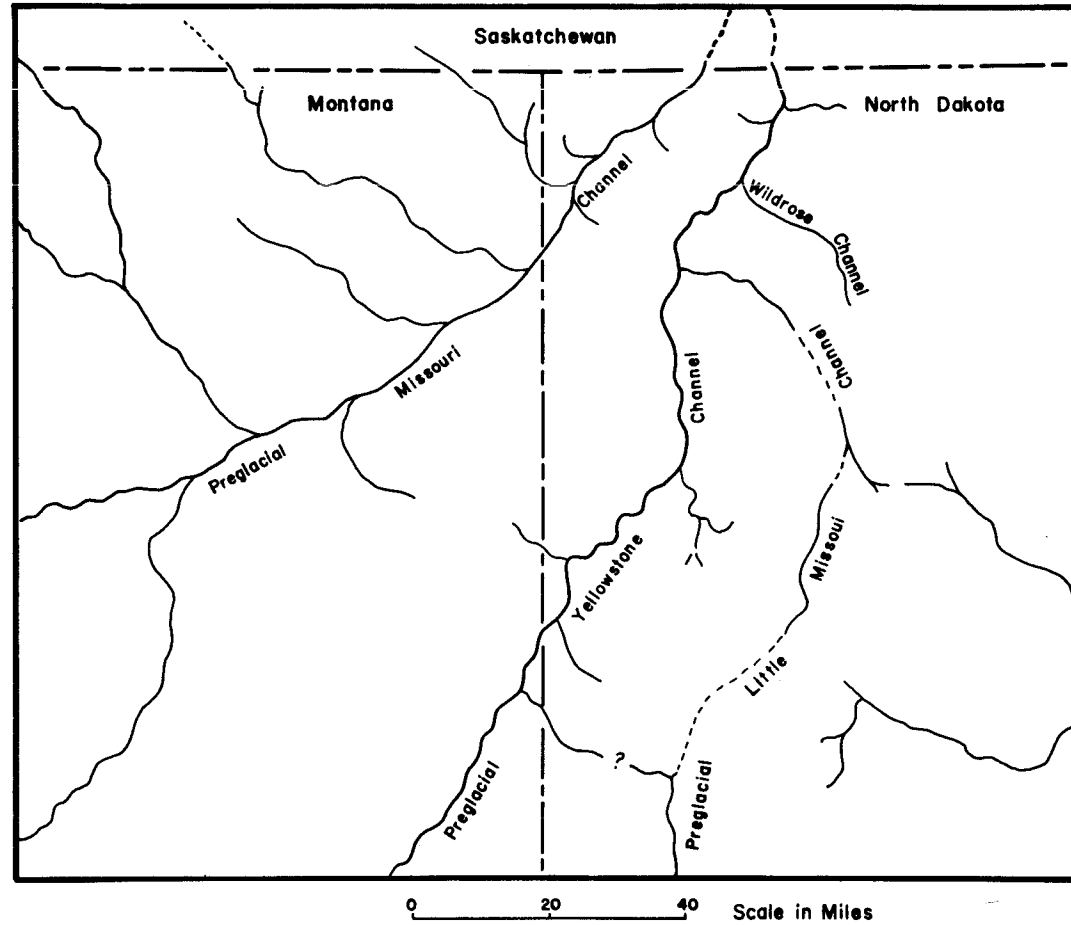 Saskatchewan
Montana
North Dakota
Channel
Wildrose Channel
Channel
Missouri
Channel
Preglacial
Missoui
Yellowstone
Little
?
Preglacial
Preglacial
0 20 40 Scale in Miles